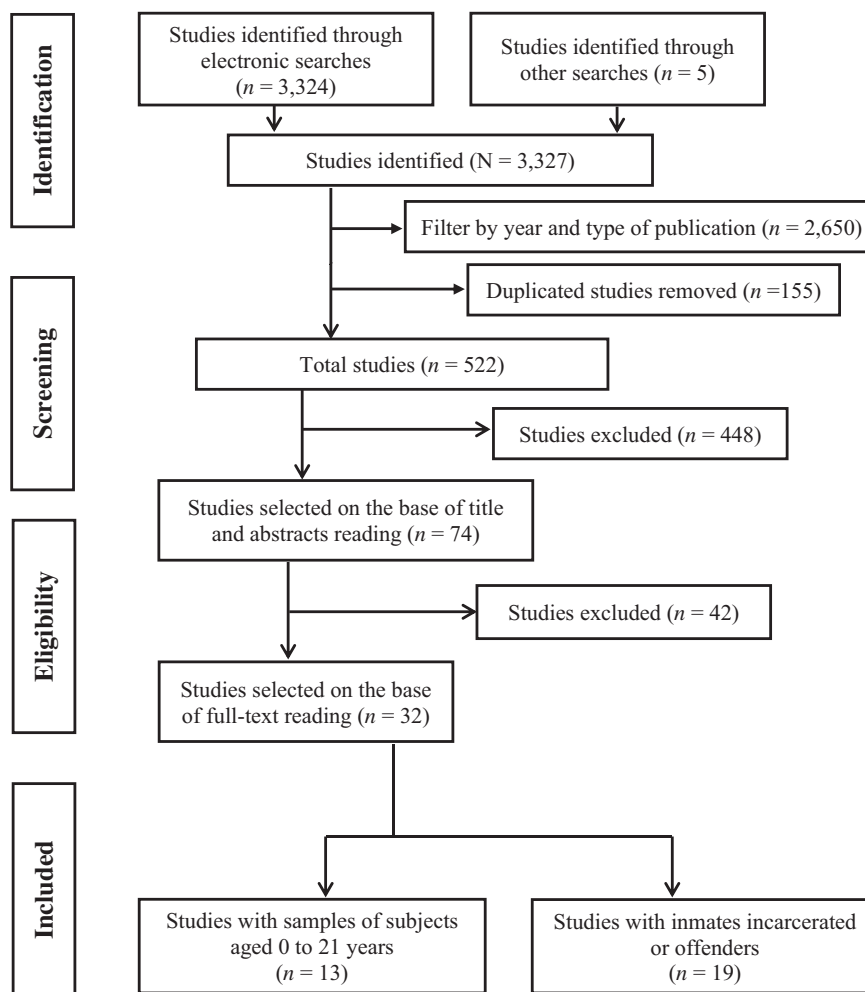 Identification
Studies identified through
electronic searches
(n = 3,324)
Studies identified through
other searches (n = 5)
Studies identified (N = 3,327)
Filter by year and type of publication (n = 2,650)
Duplicated studies removed (n =155)
Screening
Total studies (n = 522)
Studies excluded (n = 448)
Studies selected on the base of title
and abstracts reading (n = 74)
Eligibility
Studies excluded (n = 42)
Studies selected on the base
of full-text reading (n = 32)
Included
Studies with samples of subjects
aged 0 to 21 years
(n = 13)
Studies with inmates incarcerated
or offenders
(n = 19)